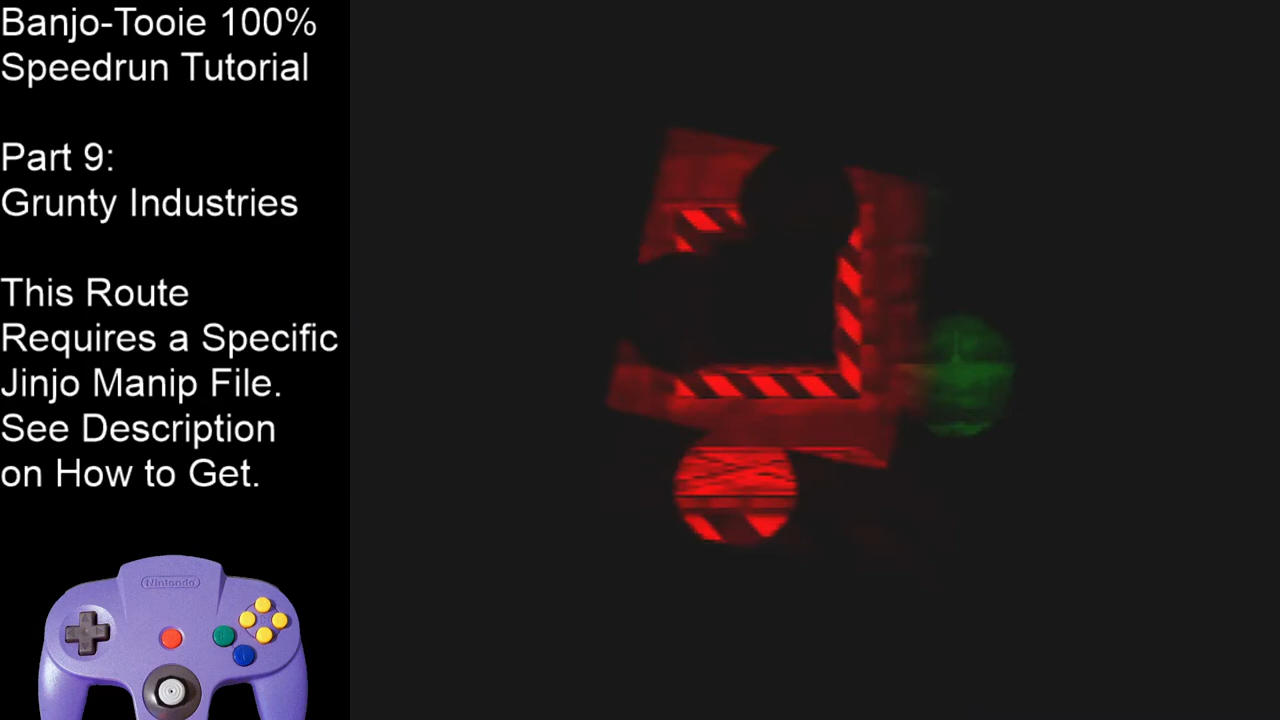 Banjo-Tooie 100%
Speedrun Tutorial
Part 9:
Grunty Industries
This Route
Requires a Specific
Jinjo Manip File.
See Description
on How to Get.
Nintendo